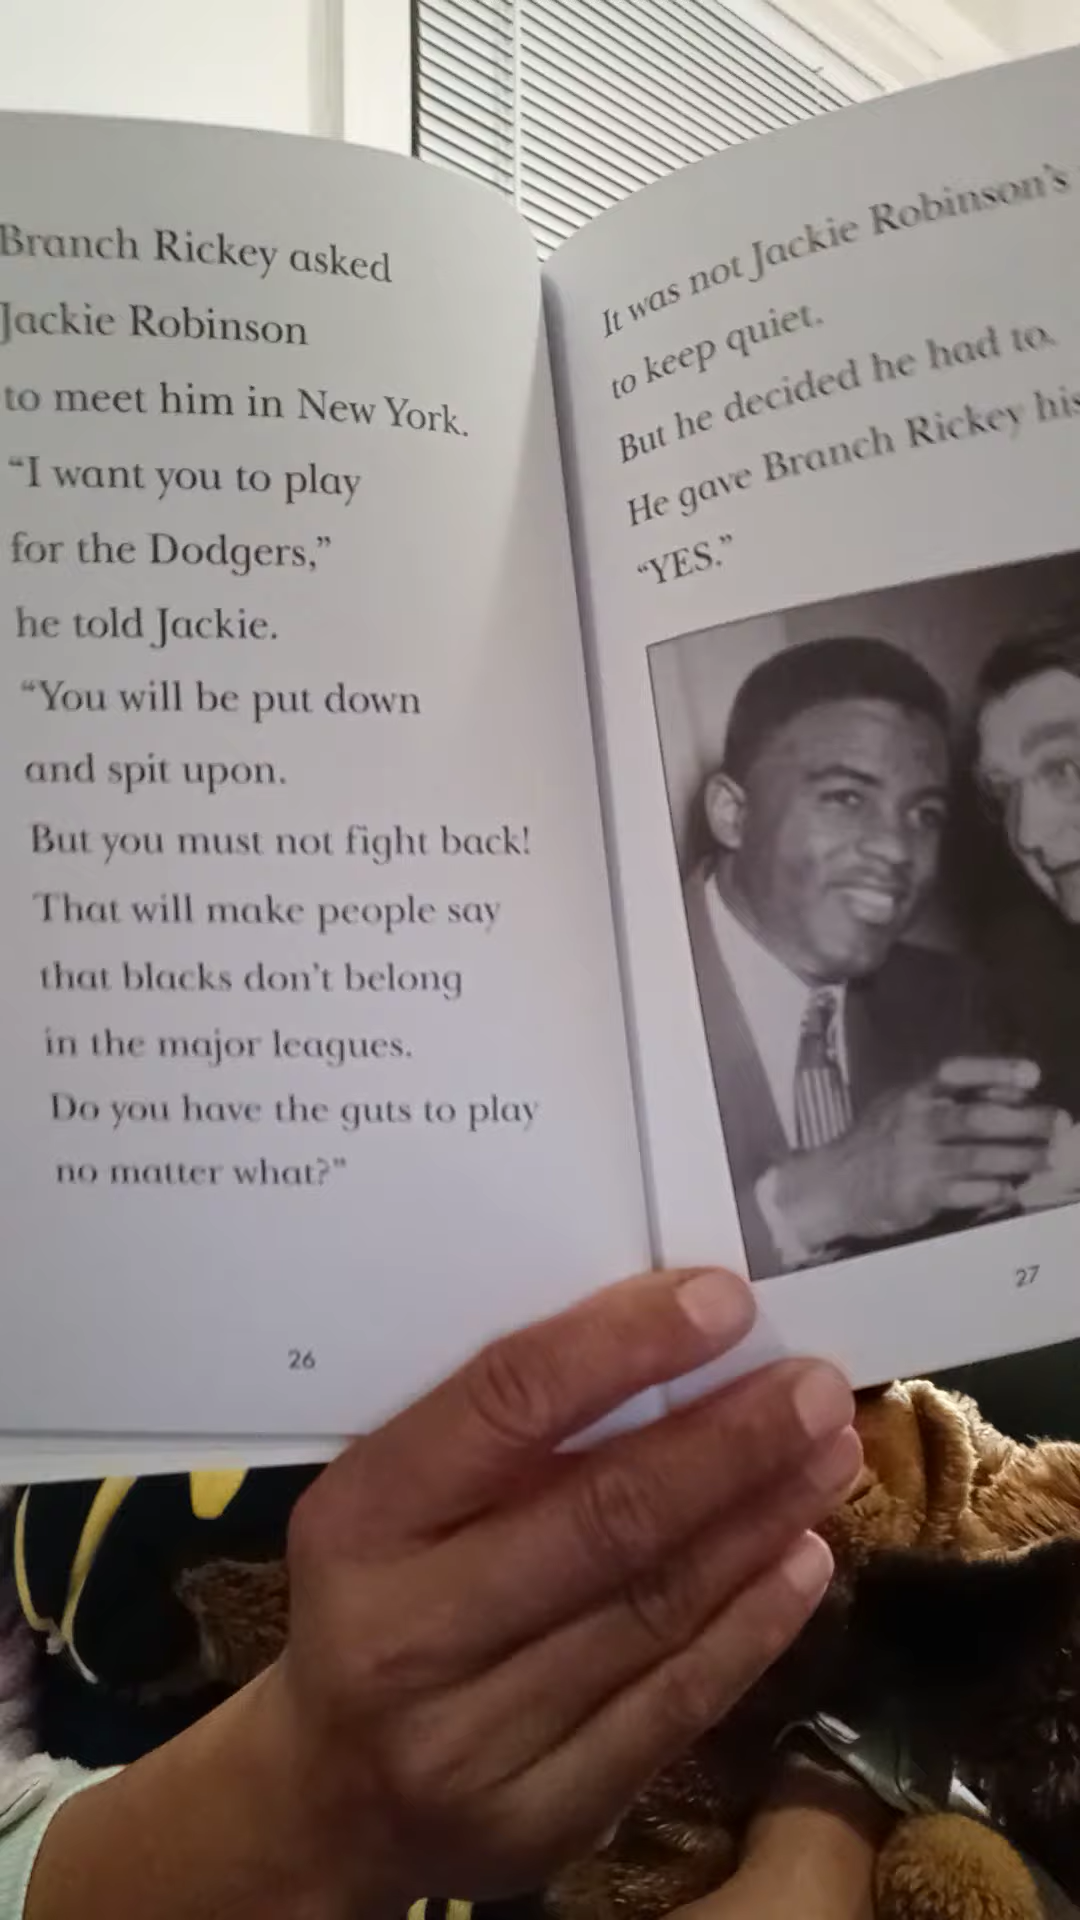 Branch Rickey asked
Jackie Robinson
to meet him in New York.
“I want you to play
for the Dodgers,”
he told Jackie.
“You will be put down
and spit upon.
But you must not fight back!
That will make people say
that blacks don’t belong
in the major leagues.
Do you have the guts to play
no matter what?”
26
It was not Jackie Robinson’s
to keep quiet.
But he decided he had to.
He gave Branch Rickey his
“YES.”
27